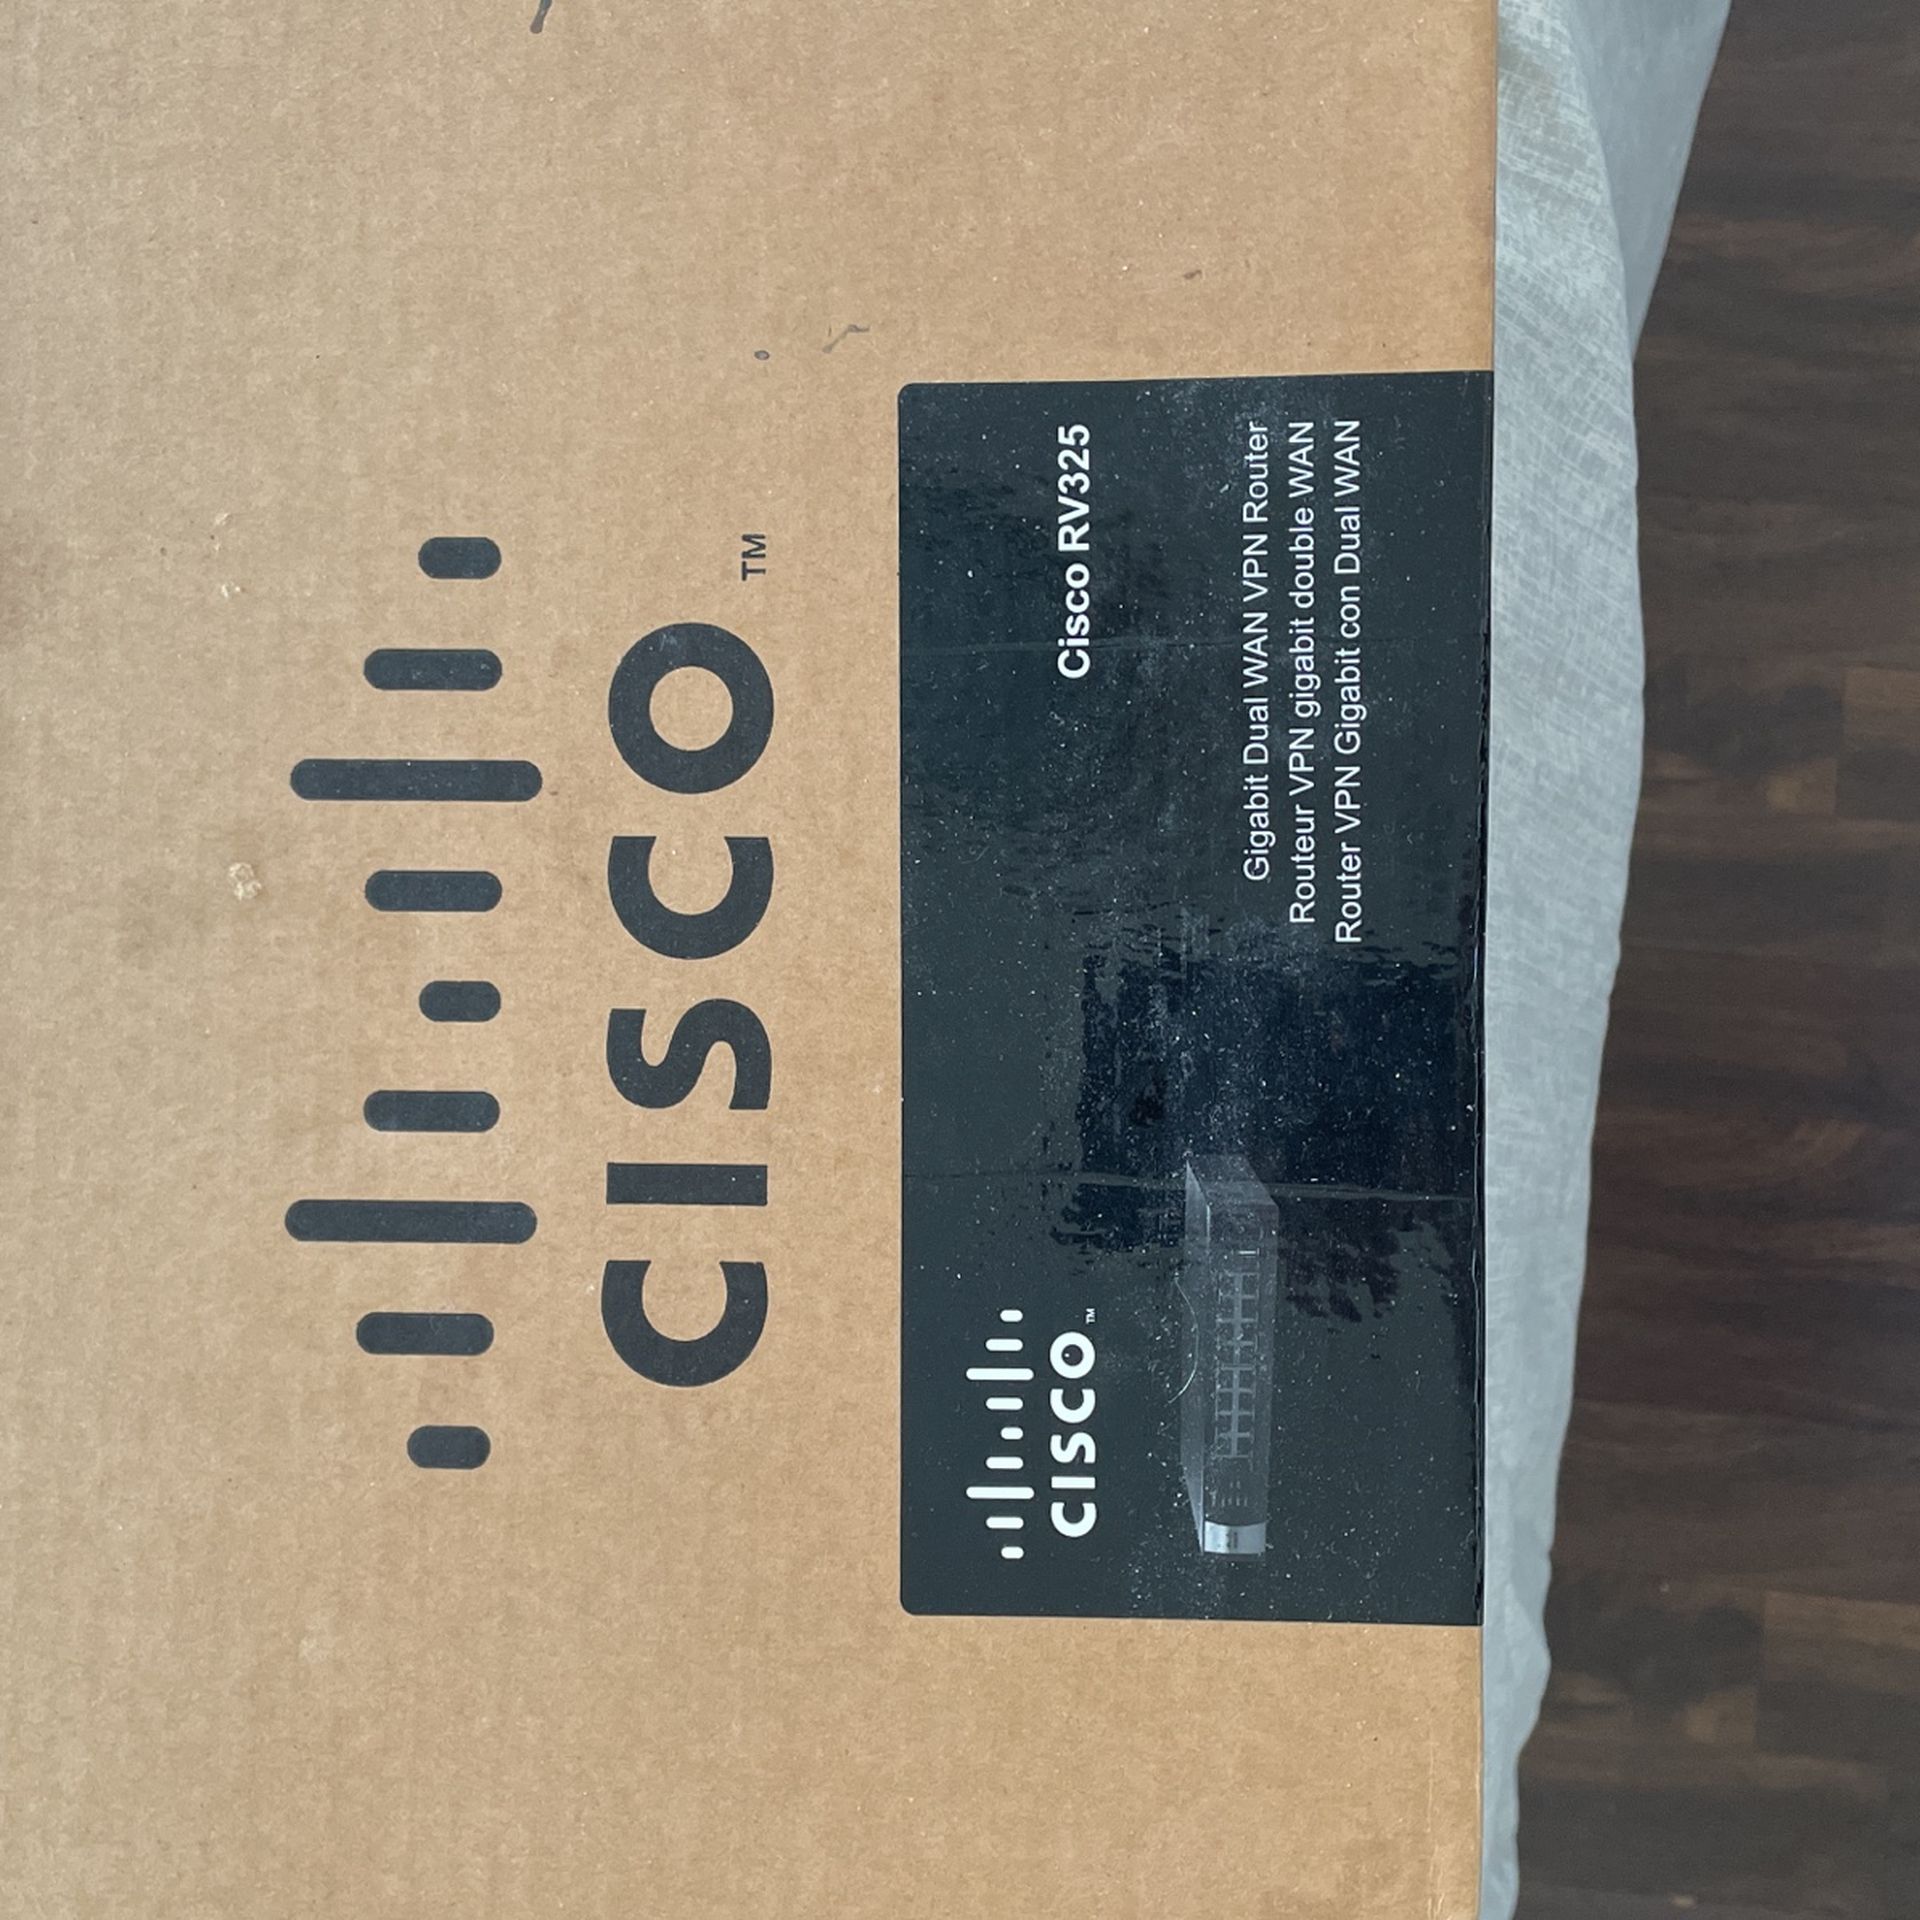 CISCO™
CISCO™
Cisco RV325
Gigabit Dual WAN VPN Router
Routeur VPN gigabit double WAN
Router VPN Gigabit con Dual WAN